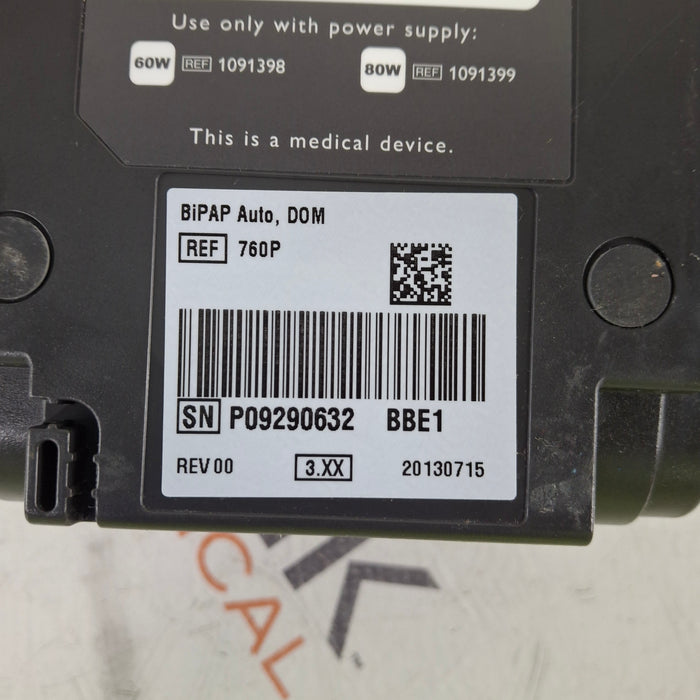 Use only with power supply:
60W REF 1091398 80W REF 1091399
This is a medical device.
BiPAP Auto, DOM
REF 760P
SN P09290632 BBE1
REV 00 3.XX 20130715
ICAL